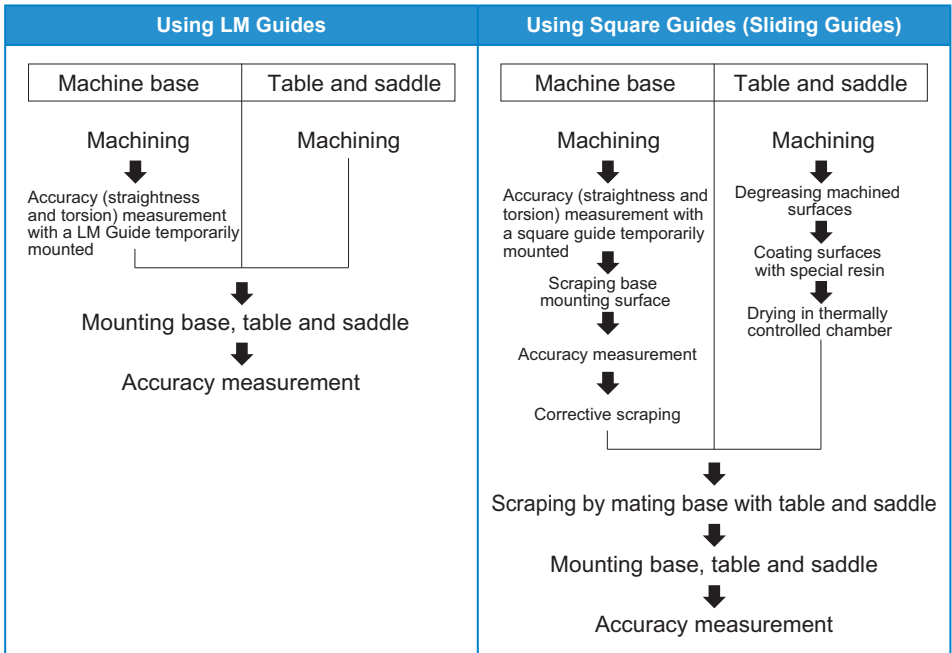 Using LM Guides
Machine base
Table and saddle
Machining
Accuracy (straightness
and torsion) measurement
with a LM Guide temporarily
mounted
Machining
Mounting base, table and saddle
Accuracy measurement
Using Square Guides (Sliding Guides)
Machine base
Table and saddle
Machining
Accuracy (straightness and
torsion) measurement with
a square guide temporarily
mounted
Scraping base
mounting surface
Accuracy measurement
Corrective scraping
Machining
Degreasing machined
surfaces
Coating surfaces
with special resin
Drying in thermally
controlled chamber
Scraping by mating base with table and saddle
Mounting base, table and saddle
Accuracy measurement